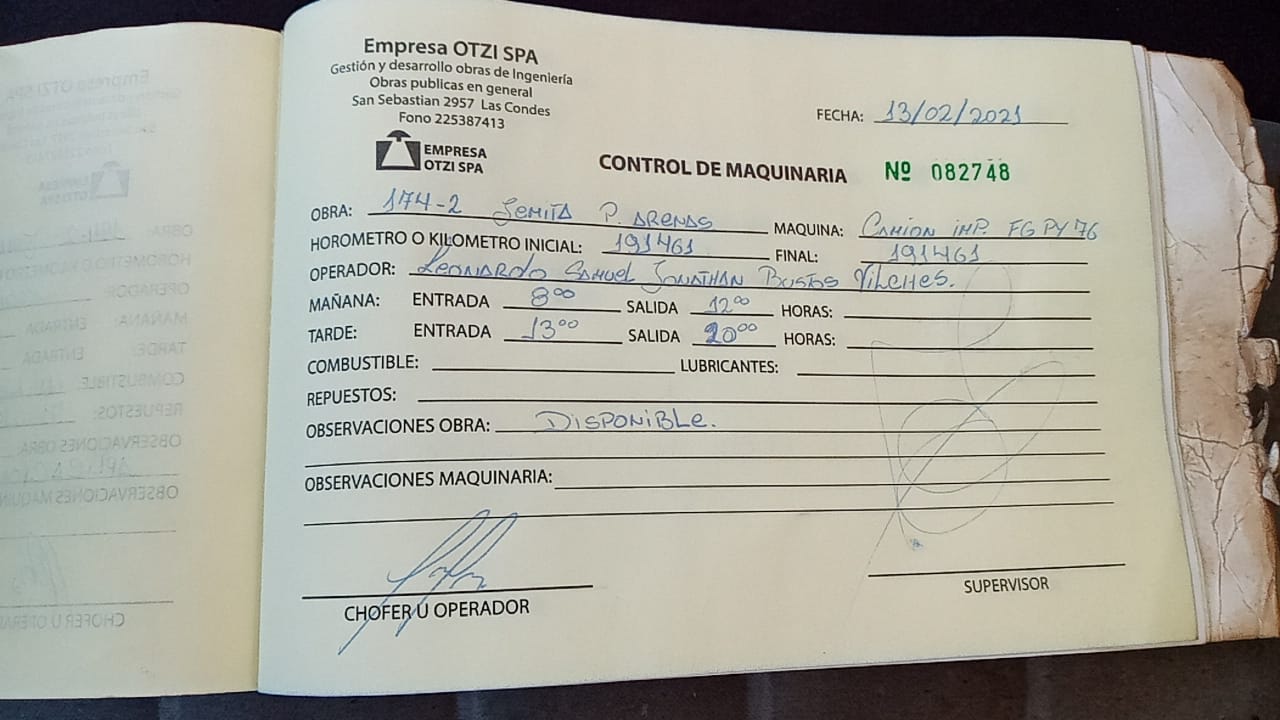 Empresa OTZI SPA
Gestión y desarrollo obras de Ingeniería
Obras publicas en general
San Sebastian 2957 Las Condes
Fono 225387413
EMPRESA
OTZI SPA
FECHA: 13/02/2021
CONTROL DE MAQUINARIA Nº 082748
OBRA: 174-2 P. ARENAS MAQUINA: CAMION IMP. FGPY76
HOROMETRO O KILOMETRO INICIAL: 191461 FINAL: 191461
OPERADOR: LEONARDO SAMUEL JONATHAN BUSTOS VILCHES.
MAÑANA: ENTRADA 8:00 SALIDA 12:00 HORAS:
TARDE: ENTRADA 13:00 SALIDA 20:00 HORAS:
COMBUSTIBLE: LUBRICANTES:
REPUESTOS:
OBSERVACIONES OBRA: DISPONIBLE.
OBSERVACIONES MAQUINARIA:
CHOFER U OPERADOR
SUPERVISOR